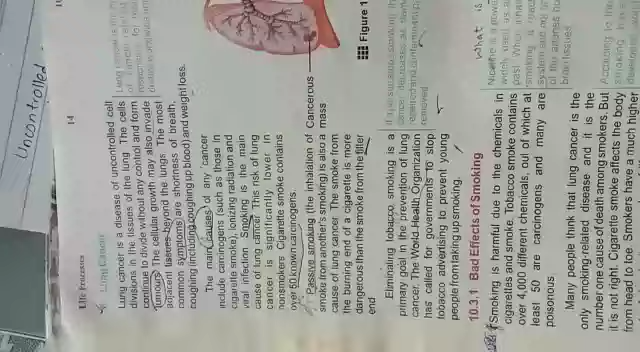 Uncontrolled
Life Processes
14
Lung Cancer
Lung cancer is a disease of uncontrolled cell
divisions in the tissues of the lung. The cells
continue to divide without any control and form
tumours. The cellular growth may also invade
adjacent tissues beyond the lungs. The most
common symptoms are shortness of breath,
coughing (including coughing up blood) and weight loss.
The main causes of any cancer
include carcinogens (such as those in
cigarette smoke), ionizing radiation and
viral infection. Smoking is the main
cause of lung cancer. This risk of lung
cancer is significantly lower in
nonsmokers. Cigarette smoke contains
over 50 known carcinogens.
Passive smoking (the inhalation of
smoke from another's smoking) is also a
cause of lung cancer. The smoke from
the burning end of a cigarette is more
dangerous than the smoke from the filter
end
Eliminating tobacco smoking is a
primary goal in the prevention of lung
cancer. The World Health Organization
has called for governments to stop
tobacco advertising to prevent young
people from taking up smoking.
10.3.1 Bad Effects of Smoking
Smoking is harmful due to the chemicals in
cigarettes and smoke. Tobacco smoke contains
over 4,000 different chemicals, out of which at
least 50 are carcinogens and many are
poisonous
Many people think that lung cancer is the
only smoking-related disease and it is the
number one cause of death among smokers. But
it is not right. Cigarette smoke affects the body
from head to toe. Smokers have a much higher
Cancerous
mass
Figure 1
removed
What is
brain tissues